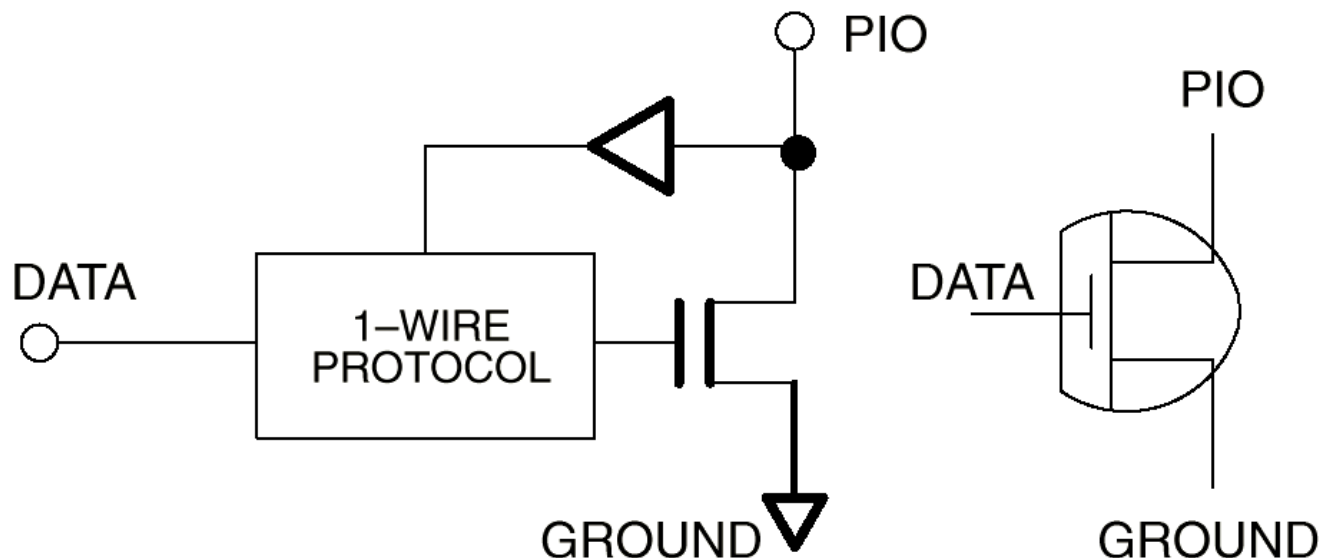 PIO
PIO
DATA
1–WIRE
PROTOCOL
DATA
GROUND
GROUND